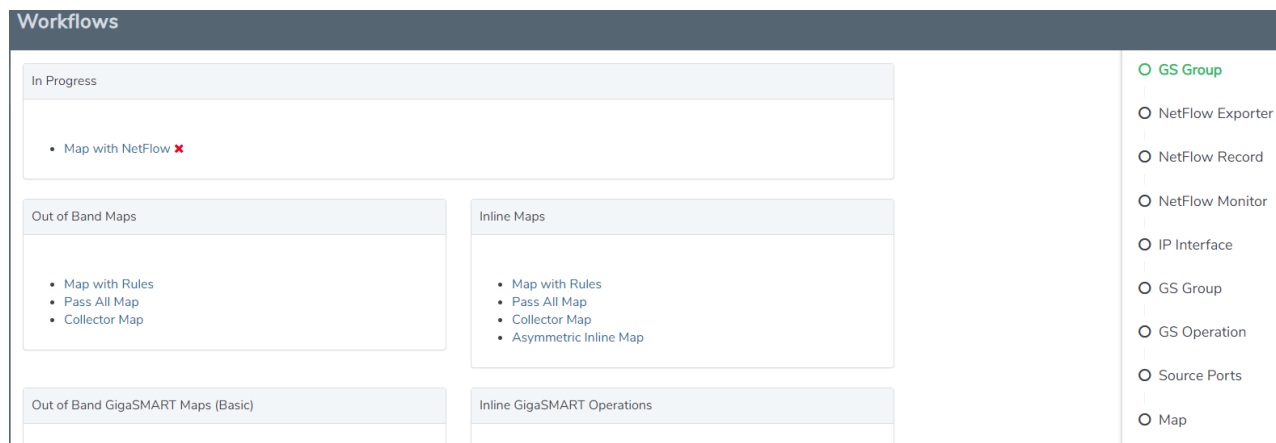 Workflows
In Progress
Map with NetFlow
Out of Band Maps
Map with Rules
Pass All Map
Collector Map
Inline Maps
Map with Rules
Pass All Map
Collector Map
Asymmetric Inline Map
Out of Band GigaSMART Maps (Basic)
Inline GigaSMART Operations
GS Group
NetFlow Exporter
NetFlow Record
NetFlow Monitor
IP Interface
GS Group
GS Operation
Source Ports
Map